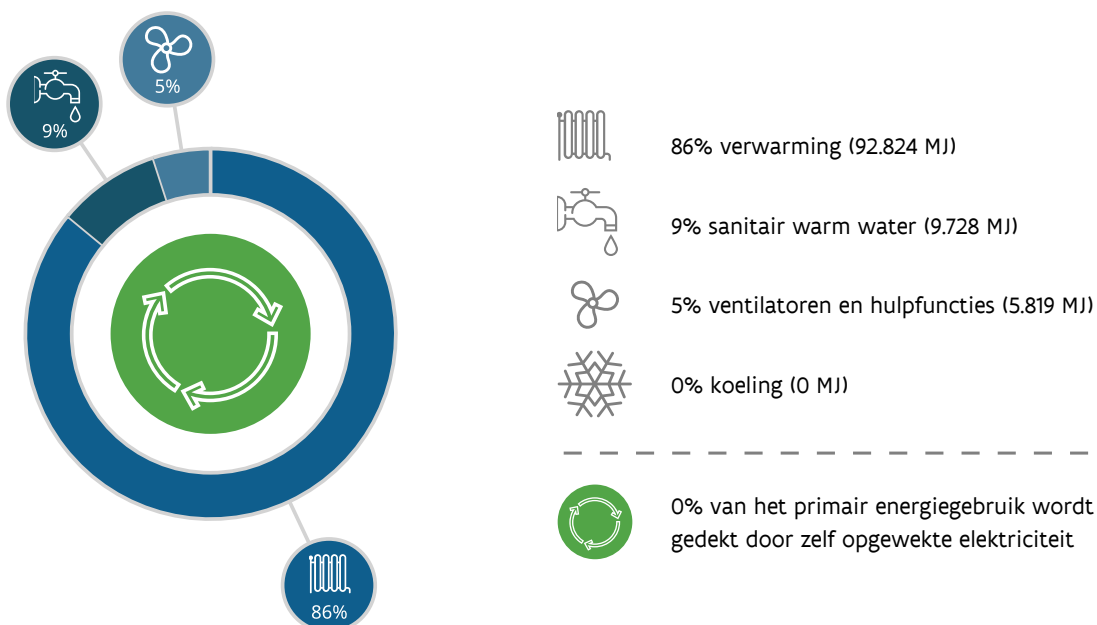 5%
9%
86%
86% verwarming (92.824 MJ)
9% sanitair warm water (9.728 MJ)
5% ventilatoren en hulpfuncties (5.819 MJ)
0% koeling (0 MJ)
0% van het primair energiegebruik wordt
gedekt door zelf opgewekte elektriciteit